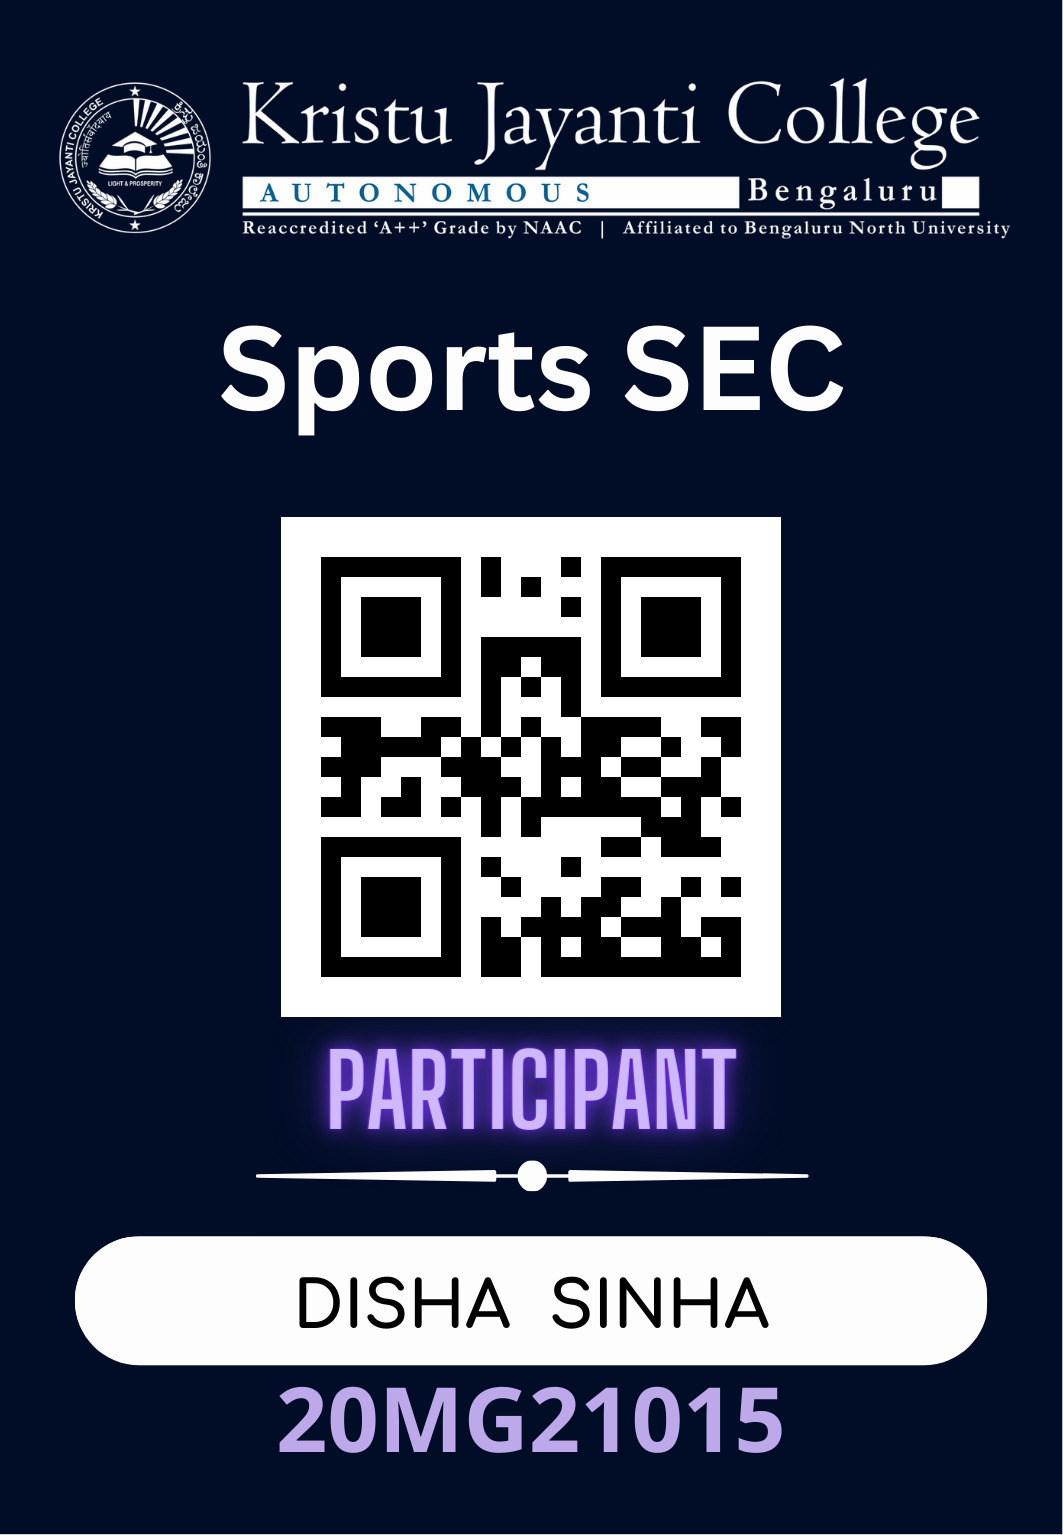 Kristu Jayanti College
AUTONOMOUS Bengaluru
Reaccredited ‘A++’ Grade by NAAC | Affiliated to Bengaluru North University
KRISTU JAYANTI COLLEGE
LIGHT & PROSPERITY
Sports SEC
PARTICIPANT
DISHA SINHA
20MG21015